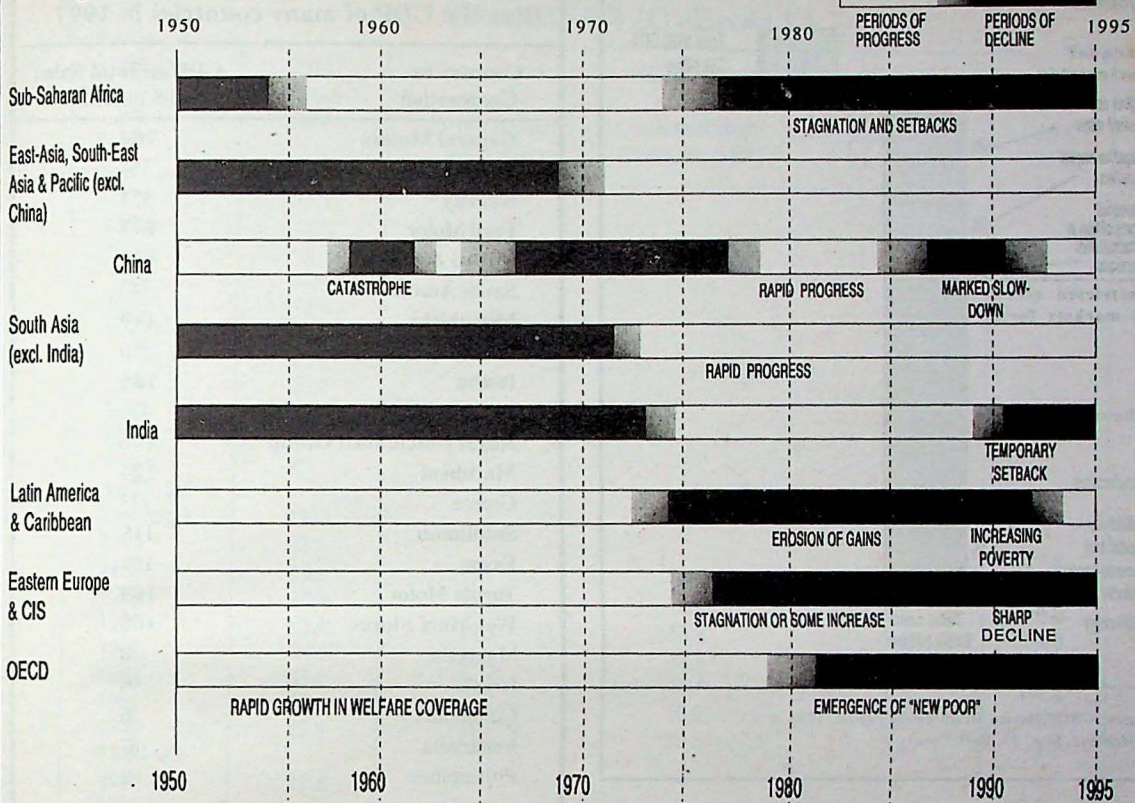 PERIODS OF PROGRESS
PERIODS OF DECLINE
1950
1970
1980
1995
Sub-Saharan Africa
STAGNATION AND SETBACKS
East-Asia, South-East
Asia & Pacific (excl.
China)
China
CATASTROPHE
RAPID PROGRESS
MARKED SLOW-
DOWN
South Asia
(excl. India)
RAPID PROGRESS
India
TEMPORARY
SETBACK
Latin America
& Caribbean
EROSION OF GAINS
INCREASING
POVERTY
Eastern Europe
& CIS
STAGNATION OR SOME INCREASE
SHARP
DECLINE
OECD
RAPID GROWTH IN WELFARE COVERAGE
EMERGENCE OF "NEW POOR"
1950
1960
1970
1980
1990
1995